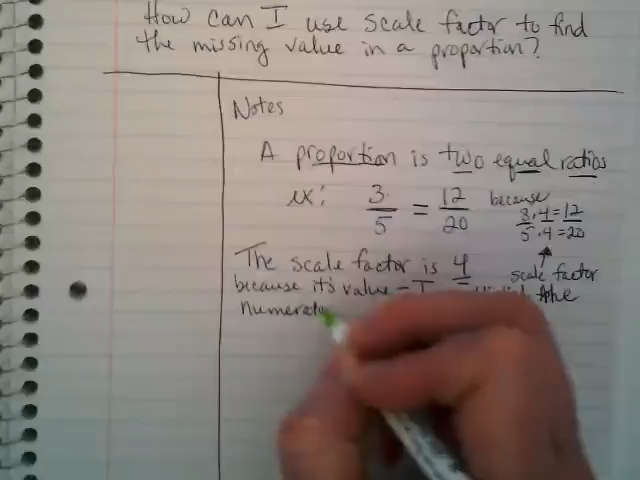 How can I use scale factor to find
the missing value in a proportion?
Notes
A proportion is two equal ratios
ex: 3/5 = 12/20 because
3·4=12
5·4=20
The scale factor is 4
because it's value = I the
scale factor
numerato